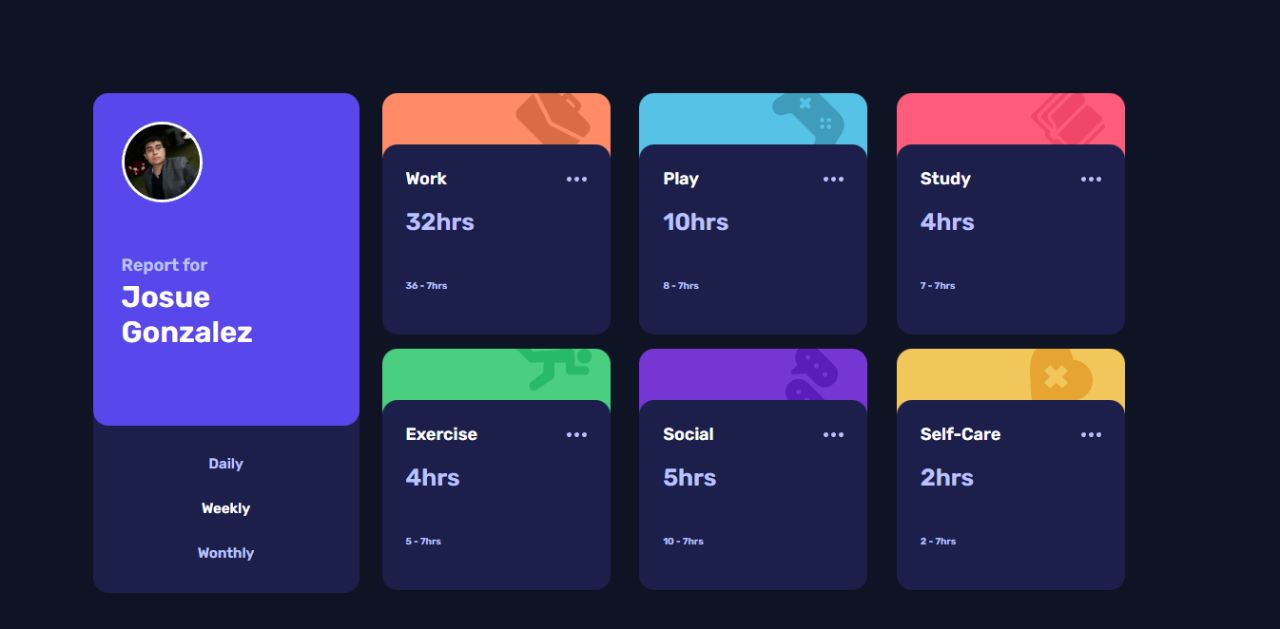 Report for
Josue
Gonzalez
Daily
Weekly
Wonthly
Work
32hrs
36 - 7hrs
Play
10hrs
8 - 7hrs
Study
4hrs
7 - 7hrs
Exercise
4hrs
5 - 7hrs
Social
5hrs
10 - 7hrs
Self-Care
2hrs
2 - 7hrs